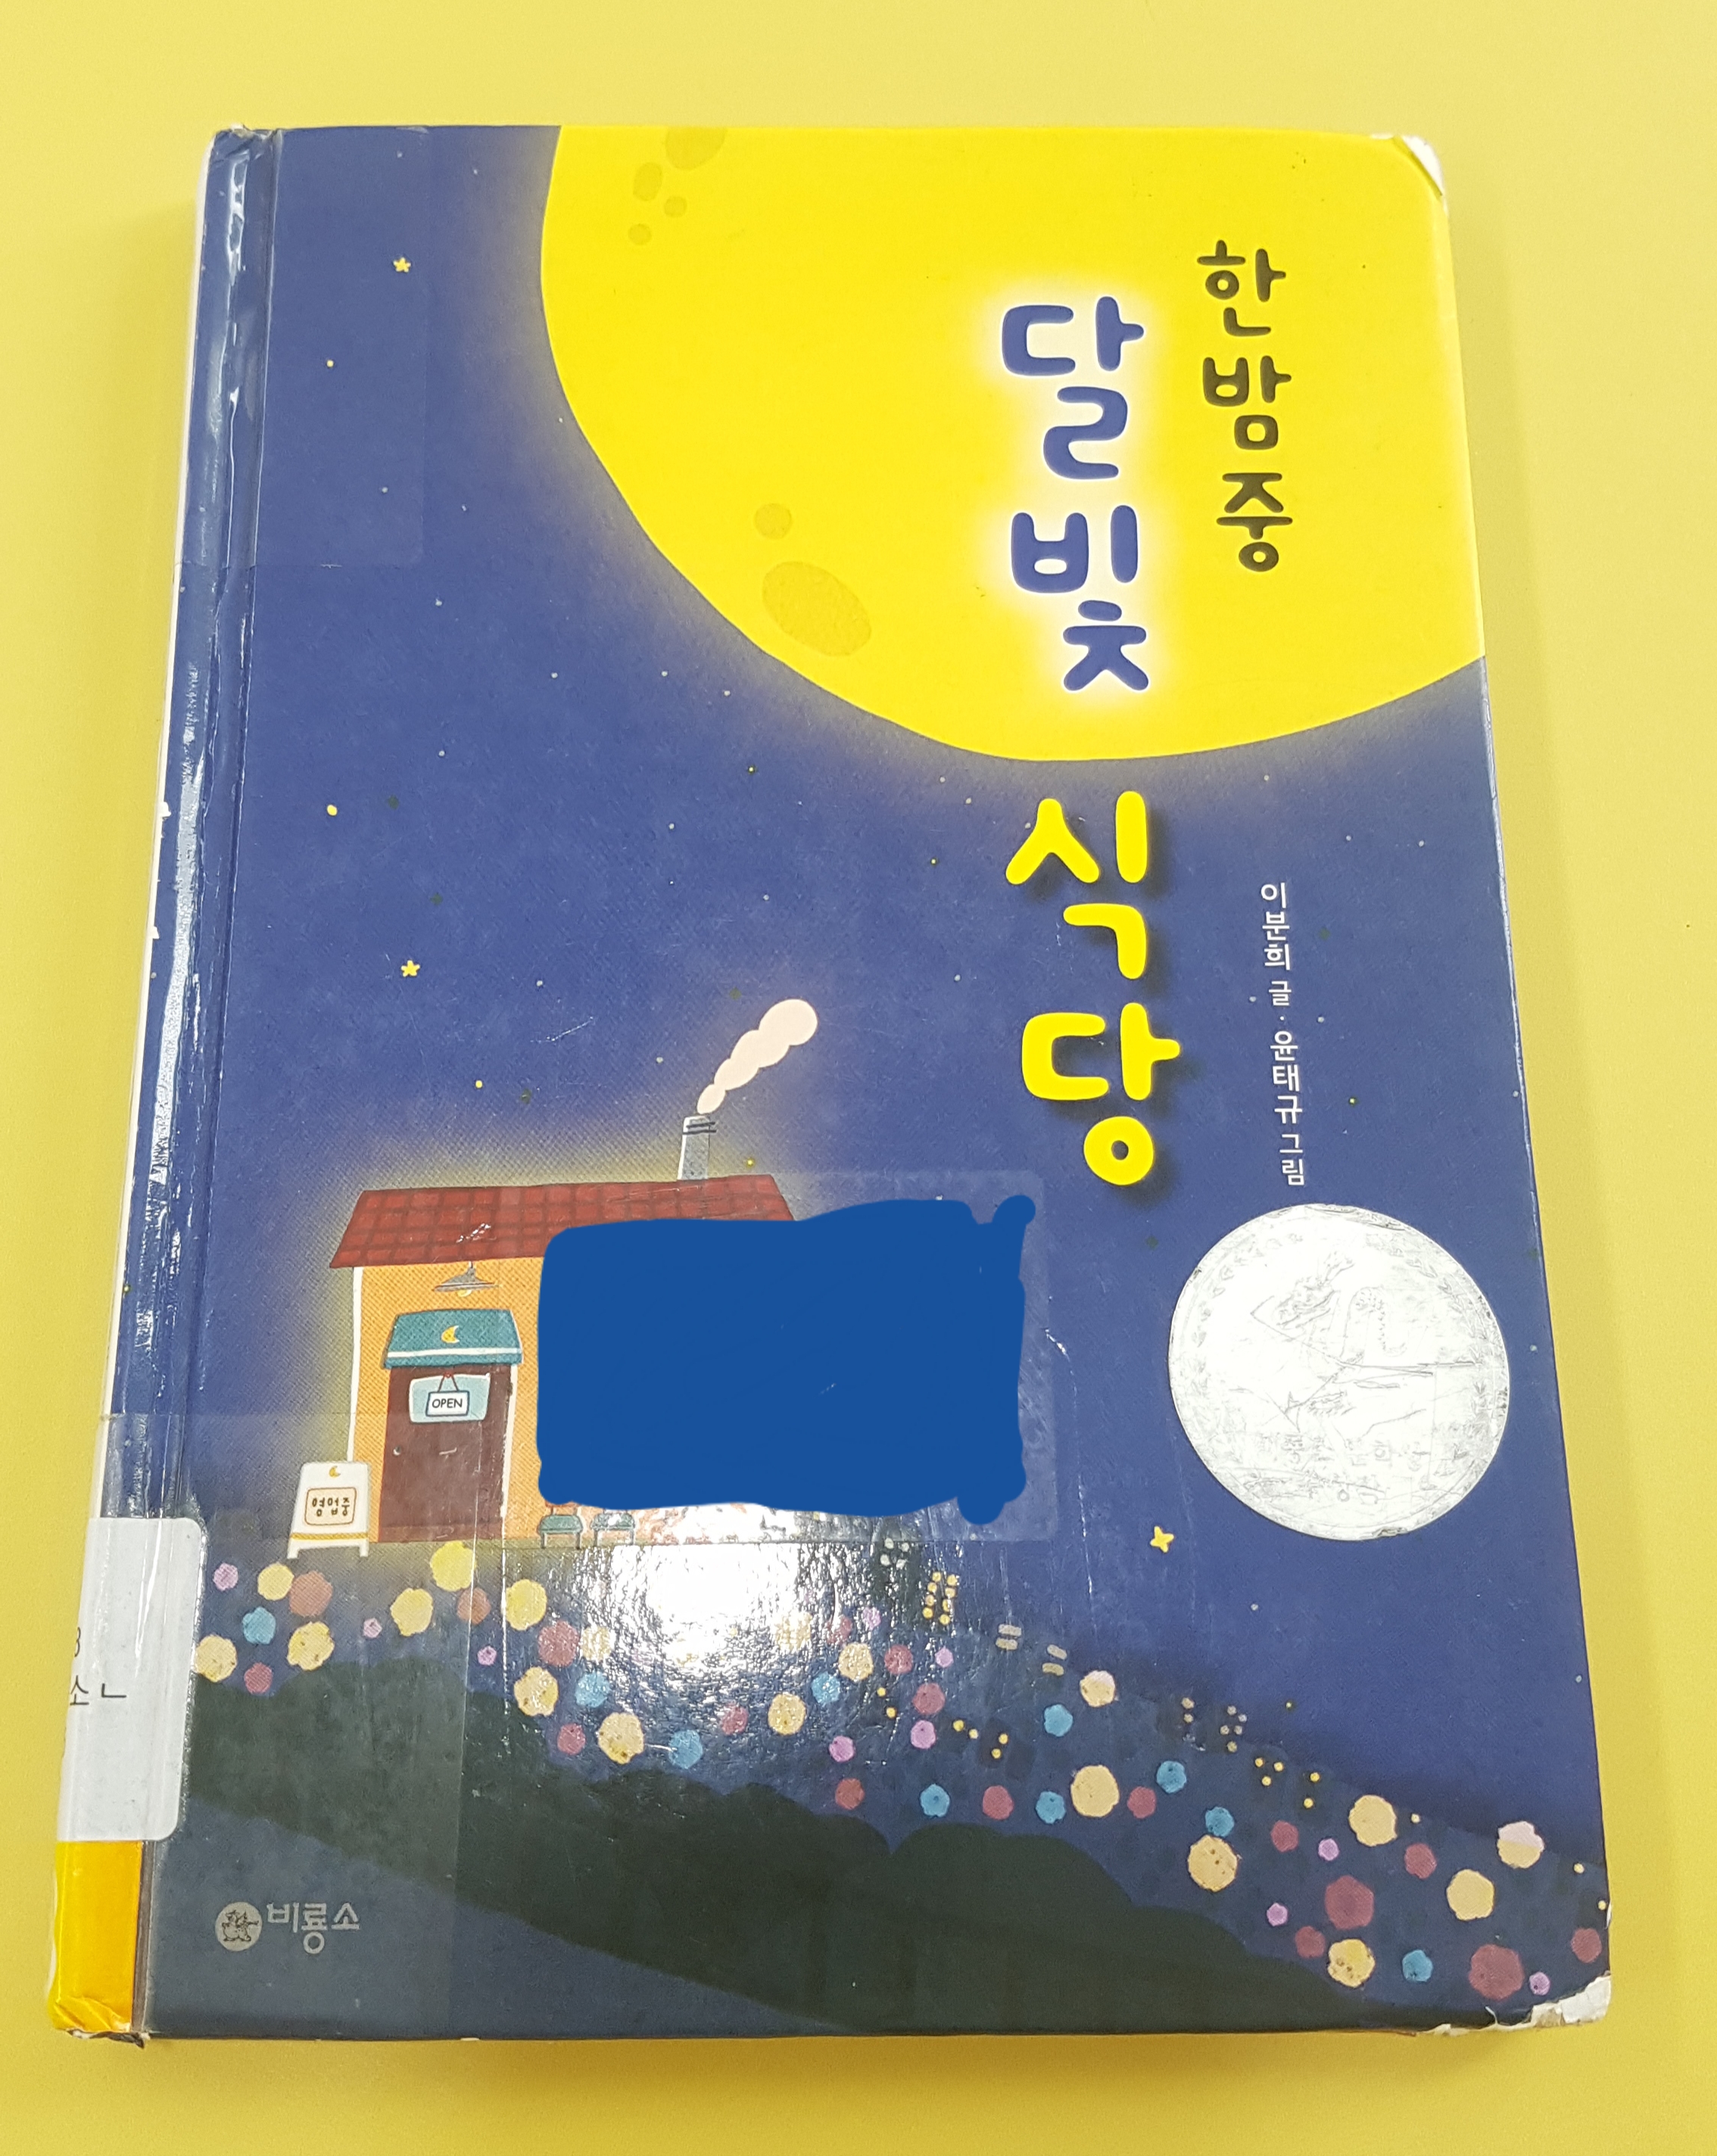 한밤중
달빛
식당
이분희 글·윤태규 그림
OPEN
영업중
비룡소